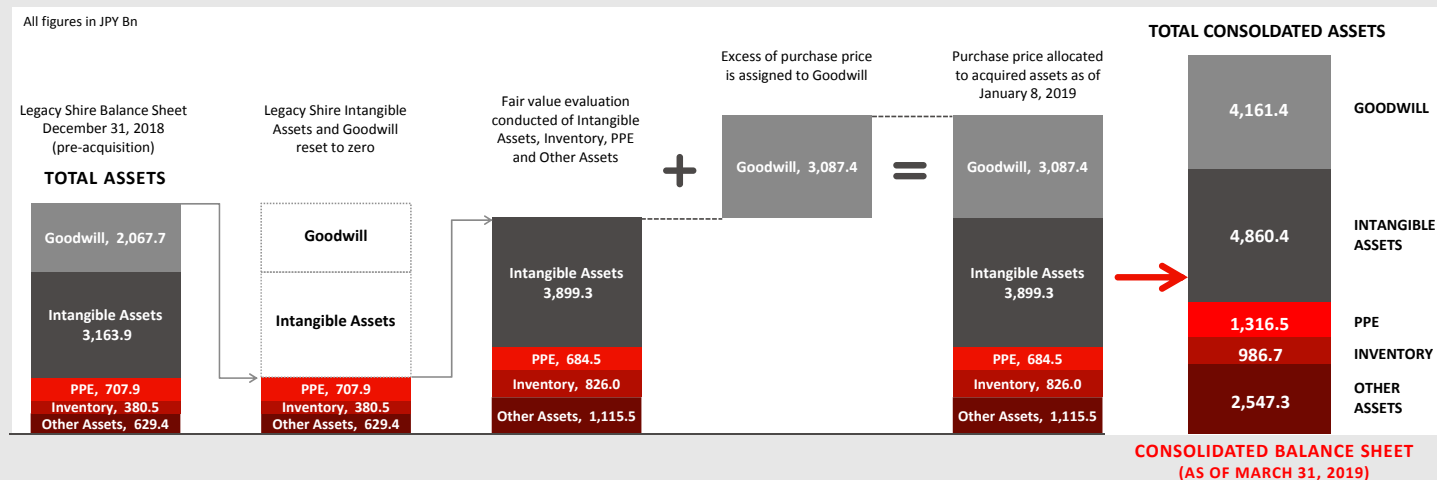 All figures in JPY Bn
Legacy Shire Balance Sheet
December 31, 2018
(pre-acquisition)
TOTAL ASSETS
Goodwill, 2,067.7
Intangible Assets
3,163.9
PPE, 707.9
Inventory, 380.5
Other Assets, 629.4
Legacy Shire Intangible
Assets and Goodwill
reset to zero
Goodwill
Intangible Assets
PPE, 707.9
Inventory, 380.5
Other Assets, 629.4
Fair value evaluation
conducted of Intangible
Assets, Inventory, PPE
and Other Assets
Intangible Assets
3,899.3
PPE, 684.5
Inventory, 826.0
Other Assets, 1,115.5
+
Excess of purchase price
is assigned to Goodwill
Goodwill, 3,087.4
=
Purchase price allocated
to acquired assets as of
January 8, 2019
Goodwill, 3,087.4
Intangible Assets
3,899.3
PPE, 684.5
Inventory, 826.0
Other Assets, 1,115.5
TOTAL CONSOLDATED ASSETS
4,161.4
GOODWILL
4,860.4
INTANGIBLE
ASSETS
1,316.5
PPE
986.7
INVENTORY
2,547.3
OTHER
ASSETS
CONSOLIDATED BALANCE SHEET
(AS OF MARCH 31, 2019)